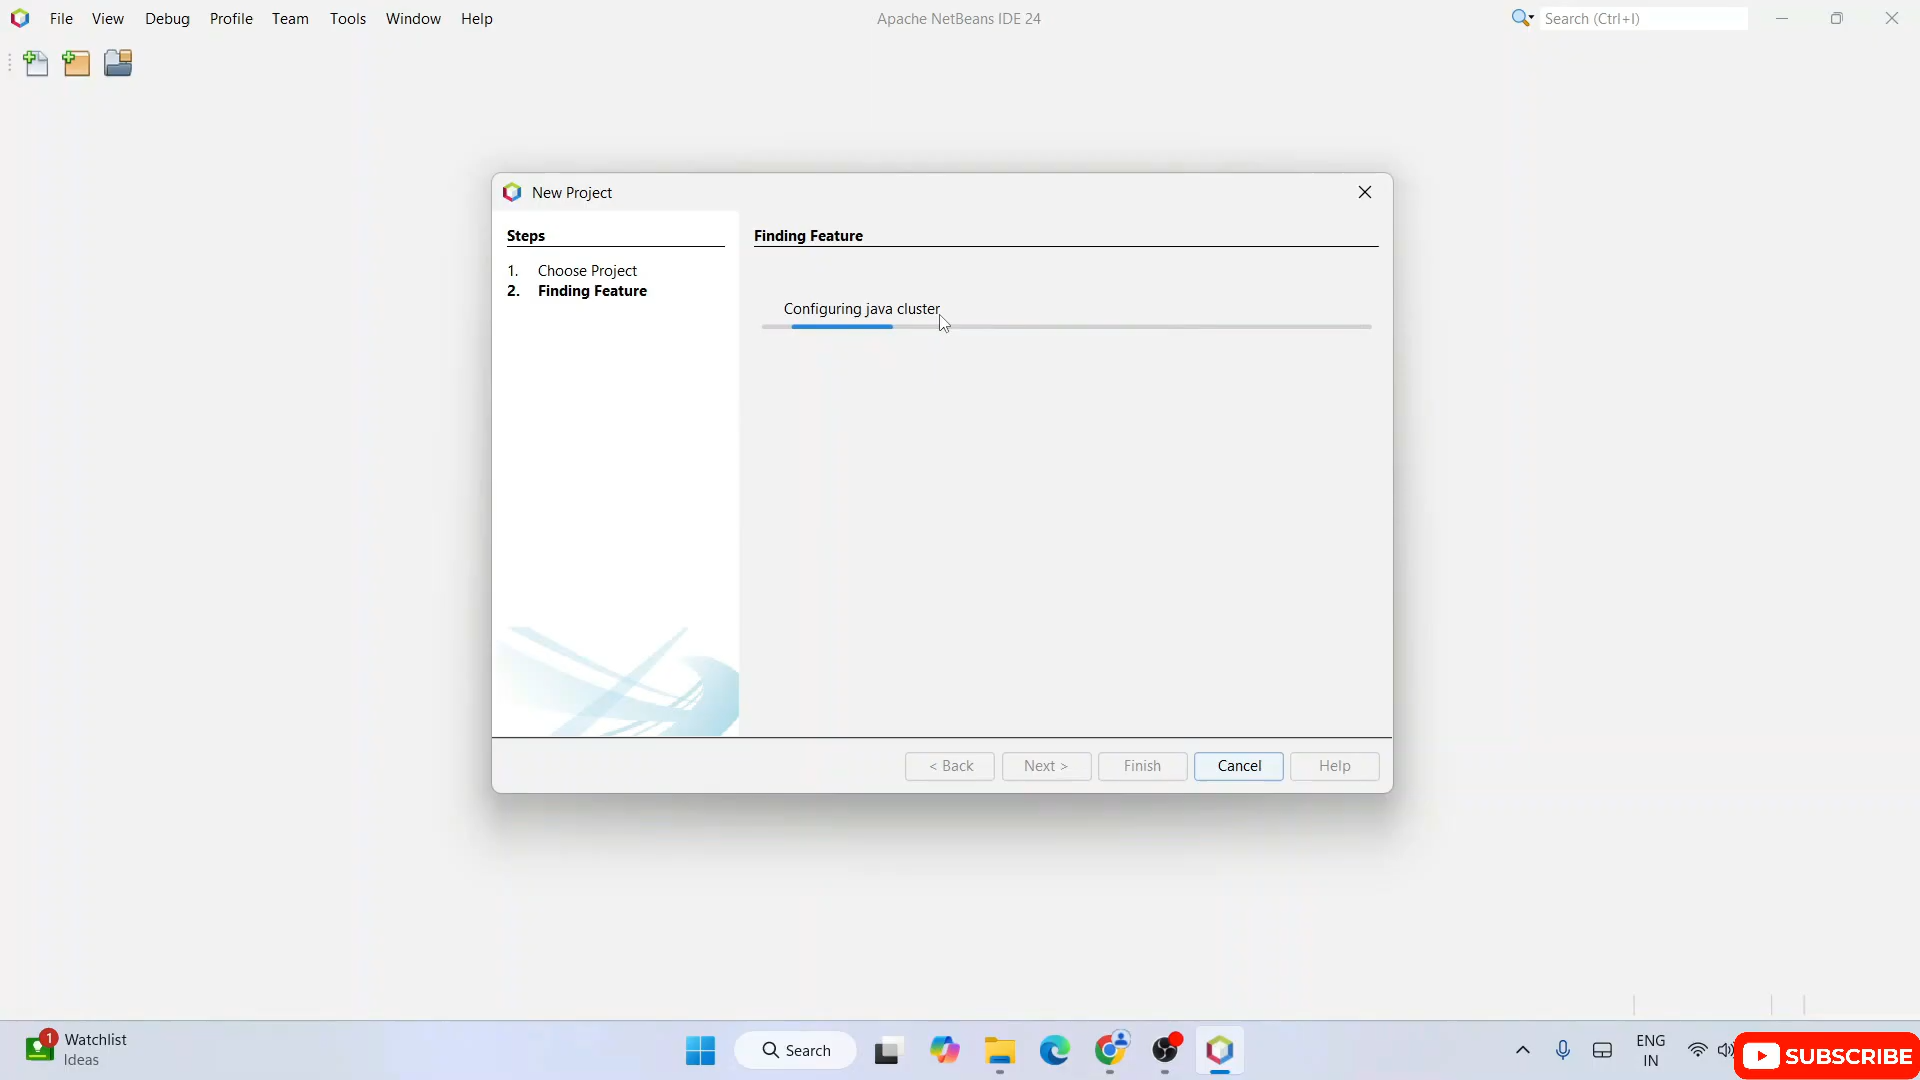 File View Debug Profile Team Tools Window Help
Apache NetBeans IDE 24
Search (Ctrl+I)
New Project
Steps
1. Choose Project
2. Finding Feature
Finding Feature
Configuring java cluster
< Back
Next >
Finish
Cancel
Help
1
Watchlist
Ideas
Search
ENG
IN
SUBSCRIBE